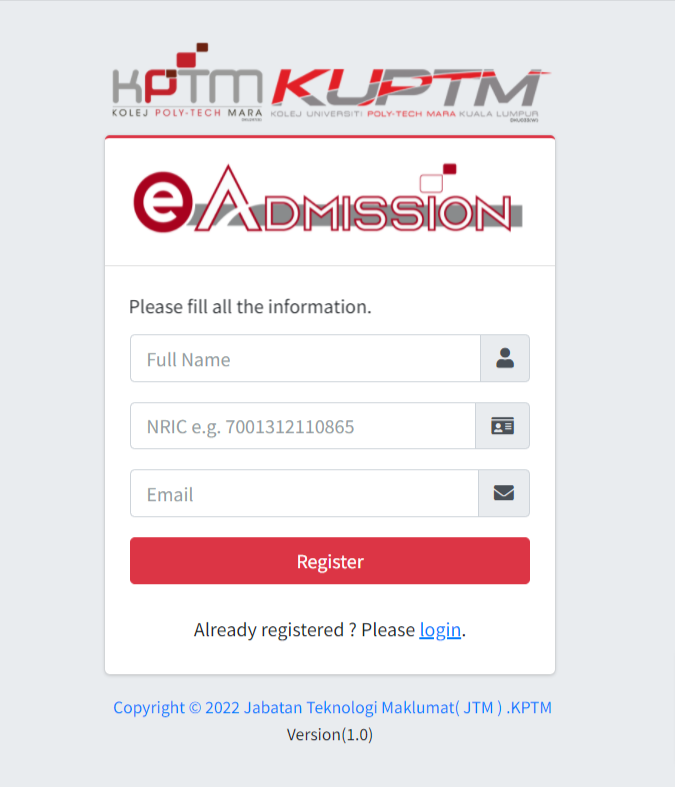 KPTM KUPTM
KOLEJ POLY-TECH MARA KOLEJ UNIVERSITI POLY-TECH MARA KUALA LUMPUR
eADMISSION
Please fill all the information.
Full Name
NRIC e.g. 7001312110865
Email
Register
Already registered ? Please login.
Copyright © 2022 Jabatan Teknologi Maklumat( JTM ) .KPTM
Version(1.0)